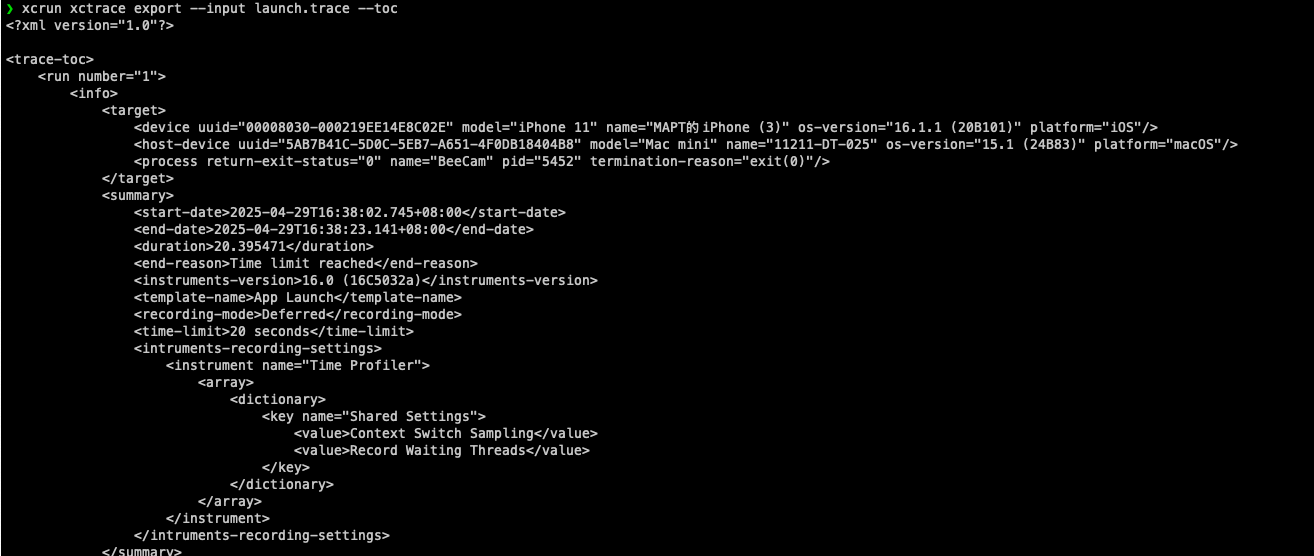 ❯ xcrun xctrace export --input launch.trace --toc
<?xml version="1.0"?>
<trace-toc>
<run number="1">
<info>
<target>
<device uuid="00008030-000219EE14E8C02E" model="iPhone 11" name="MAPT的 iPhone (3)" os-version="16.1.1 (20B101)" platform="iOS"/>
<host-device uuid="5AB7B41C-5D0C-5EB7-A651-4F0DB18404B8" model="Mac mini" name="11211-DT-025" os-version="15.1 (24B83)" platform="macOS"/>
<process return-exit-status="0" name="BeeCam" pid="5452" termination-reason="exit(0)"/>
</target>
<summary>
<start-date>2025-04-29T16:38:02.745+08:00</start-date>
<end-date>2025-04-29T16:38:23.141+08:00</end-date>
<duration>20.395471</duration>
<end-reason>Time limit reached</end-reason>
<instruments-version>16.0 (16C5032a)</instruments-version>
<template-name>App Launch</template-name>
<recording-mode>Deferred</recording-mode>
<time-limit>20 seconds</time-limit>
<intruments-recording-settings>
<instrument name="Time Profiler">
<array>
<dictionary>
<key name="Shared Settings">
<value>Context Switch Sampling</value>
<value>Record Waiting Threads</value>
</key>
</dictionary>
</array>
</instrument>
</intruments-recording-settings>
</summary>